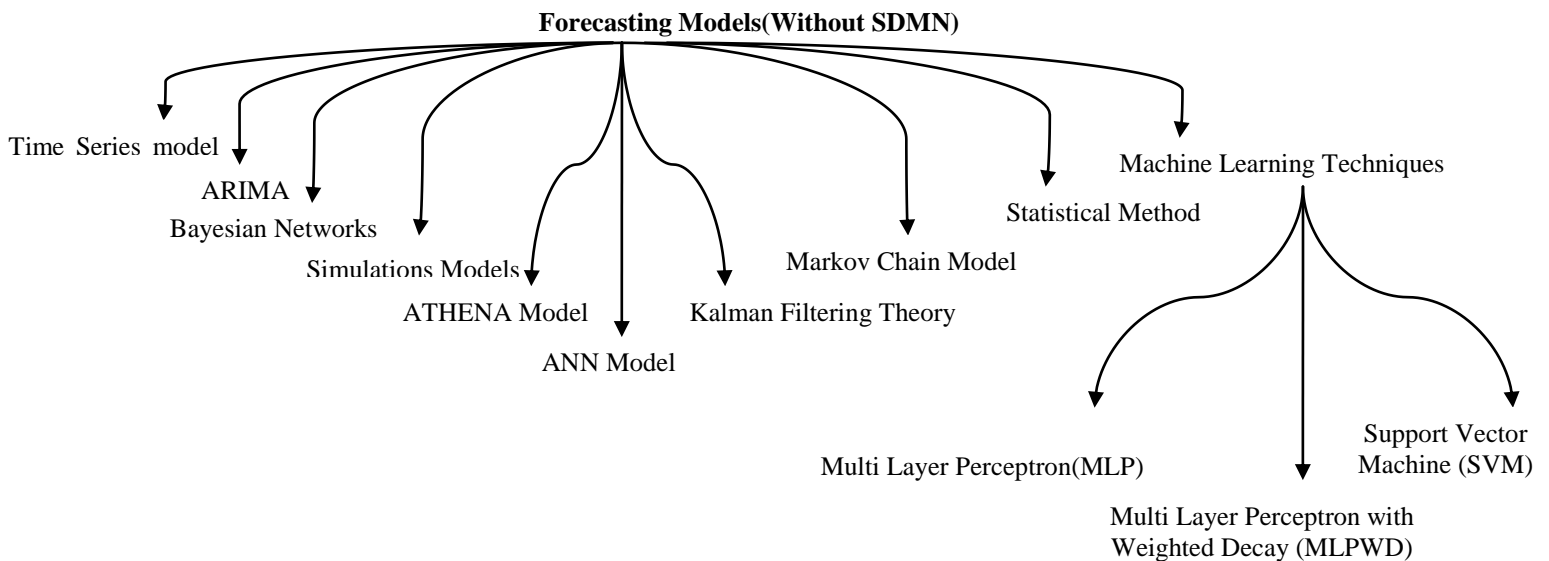 Forecasting Models(Without SDMN)
Time Series model
ARIMA
Bayesian Networks
Simulations Models
ATHENA Model
ANN Model
Kalman Filtering Theory
Markov Chain Model
Statistical Method
Machine Learning Techniques
Multi Layer Perceptron(MLP)
Multi Layer Perceptron with
Weighted Decay (MLPWD)
Support Vector
Machine (SVM)